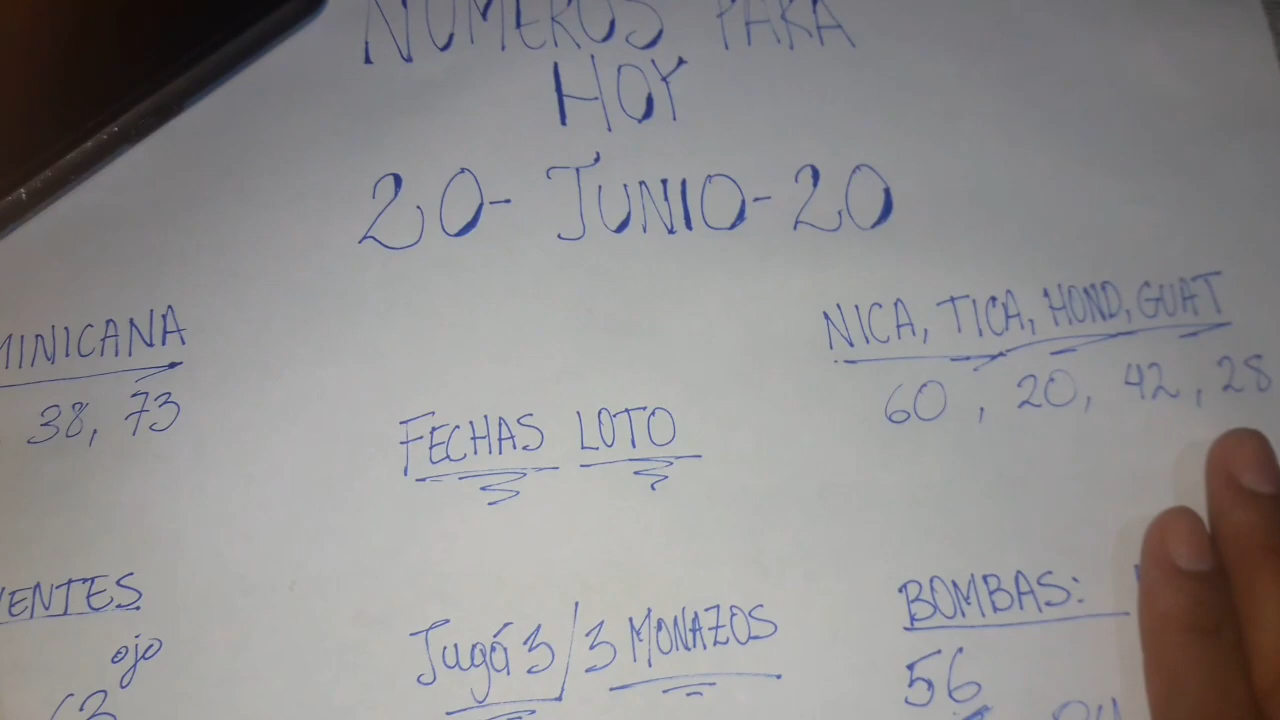 NUMEROS PARA
HOY
20- JUNIO-20
MINICANA
38, 73
NICA, TICA, HOND, GUAT
60, 20, 42, 28
FECHAS LOTO
ENTES
ojo
Jugá 3/3 MONAZOS
BOMBAS:
56